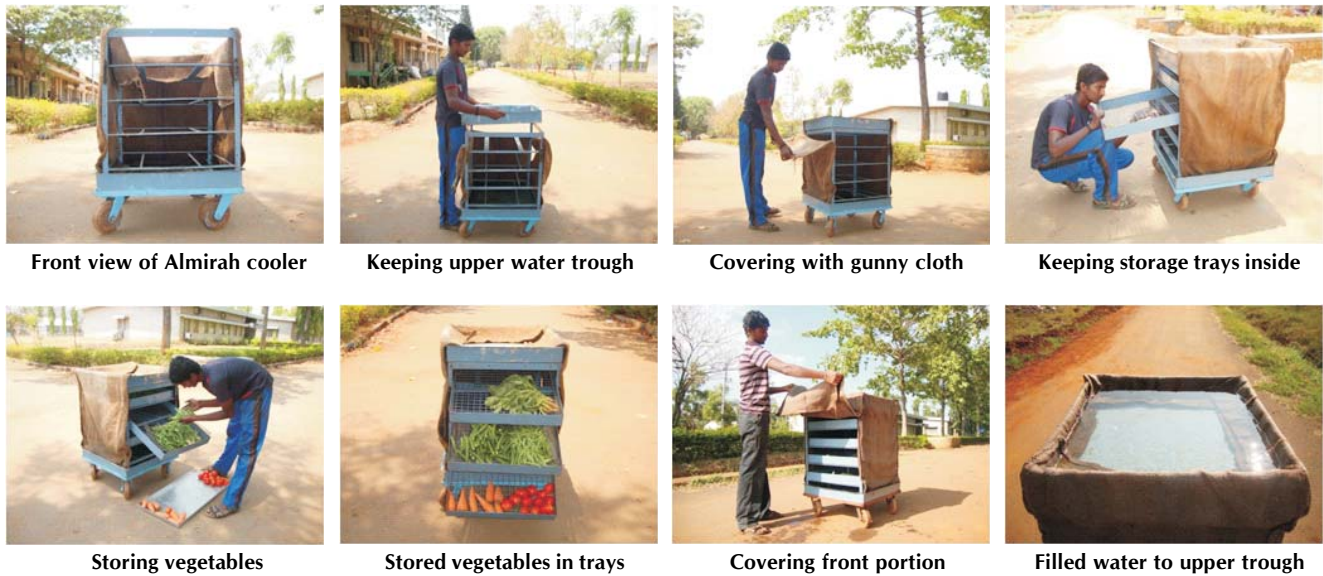 Front view of Almirah cooler
Keeping upper water trough
Covering with gunny cloth
Keeping storage trays inside
Storing vegetables
Stored vegetables in trays
Covering front portion
Filled water to upper trough